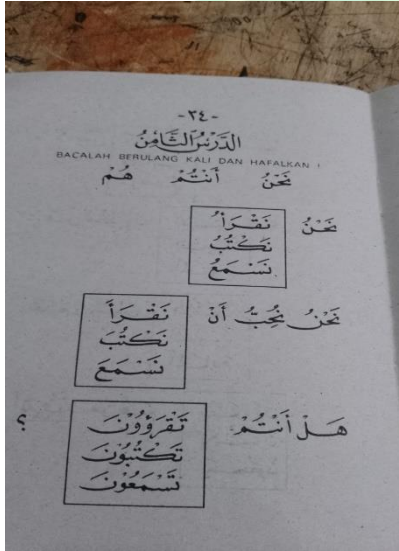 -٣٤-
الدَّرْسُ الثَّامِنُ
BACALAH BERULANG KALI DAN HAFALKAN !
نَحْنُ أَنْتُمْ هُمْ
نَحْنُ نَقْرَأُ
نَكْتُبُ
نَسْمَعُ
نَحْنُ نُحِبُّ أَنْ نَقْرَأَ
نَكْتُبَ
نَسْمَعَ
هَلْ أَنْتُمْ تَقْرَؤُوْنَ ؟
تَكْتُبُوْنَ
تَسْمَعُوْنَ